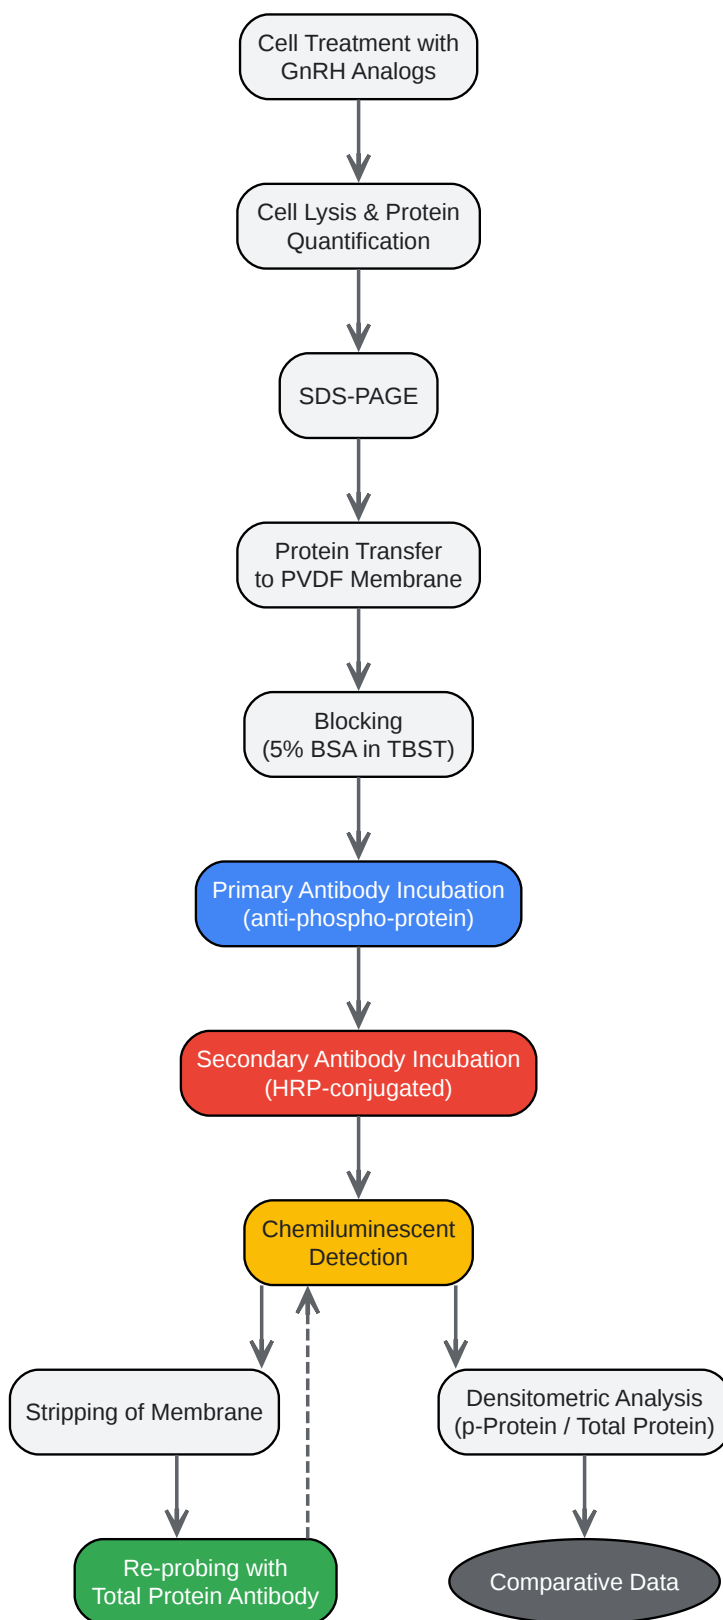 Cell Treatment with
GnRH Analogs
Cell Lysis & Protein
Quantification
SDS-PAGE
Protein Transfer
to PVDF Membrane
Blocking
(5% BSA in TBST)
Primary Antibody Incubation
(anti-phospho-protein)
Secondary Antibody Incubation
(HRP-conjugated)
Chemiluminescent
Detection
Stripping of Membrane
Densitometric Analysis
(p-Protein / Total Protein)
Re-probing with
Total Protein Antibody
Comparative Data